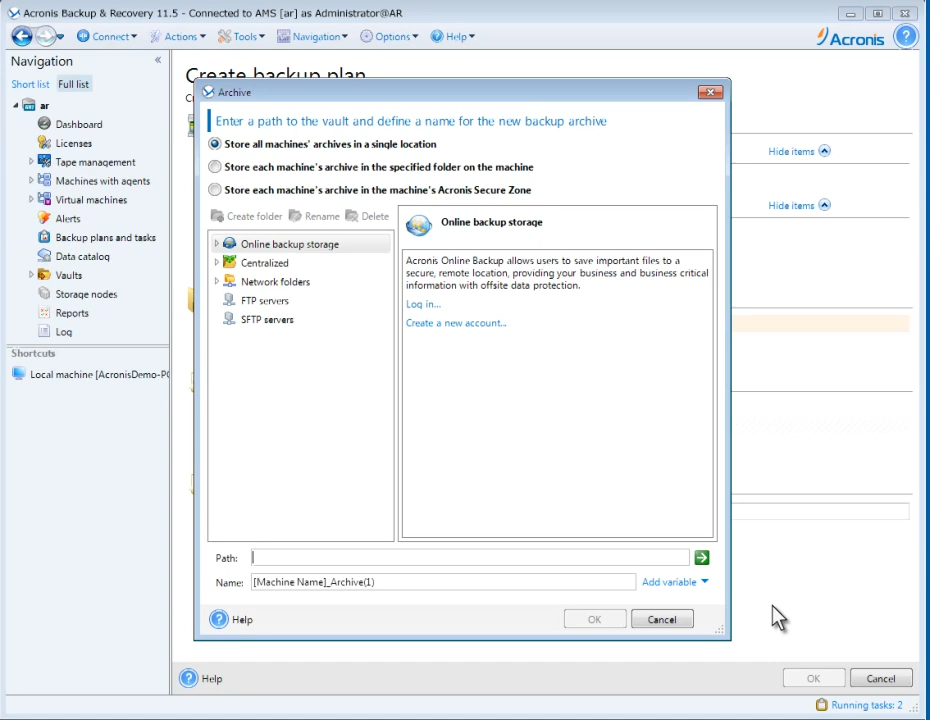 Acronis Backup & Recovery 11.5 - Connected to AMS [ar] as Administrator@AR
Connect Actions Tools Navigation Options Help Acronis
Navigation
Short list Full list
ar
Dashboard
Licenses
Tape management
Machines with agents
Virtual machines
Alerts
Backup plans and tasks
Data catalog
Vaults
Storage nodes
Reports
Log
Shortcuts
Local machine [AcronisDemo-PC
Create backup plan
Hide items
Hide items
Archive
Enter a path to the vault and define a name for the new backup archive
Store all machines' archives in a single location
Store each machine's archive in the specified folder on the machine
Store each machine's archive in the machine's Acronis Secure Zone
Create folder Rename Delete
Online backup storage
Centralized
Network folders
FTP servers
SFTP servers
Online backup storage
Acronis Online Backup allows users to save important files to a
secure, remote location, providing your business and business critical
information with offsite data protection.
Log in...
Create a new account...
Path:
Name: [Machine Name]_Archive(1) Add variable
Help OK Cancel
Help OK Cancel
Running tasks: 2